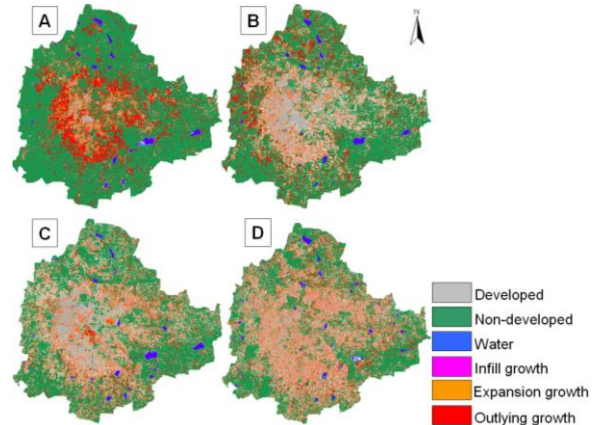 A
B
N
C
D
Developed
Non-developed
Water
Infill growth
Expansion growth
Outlying growth